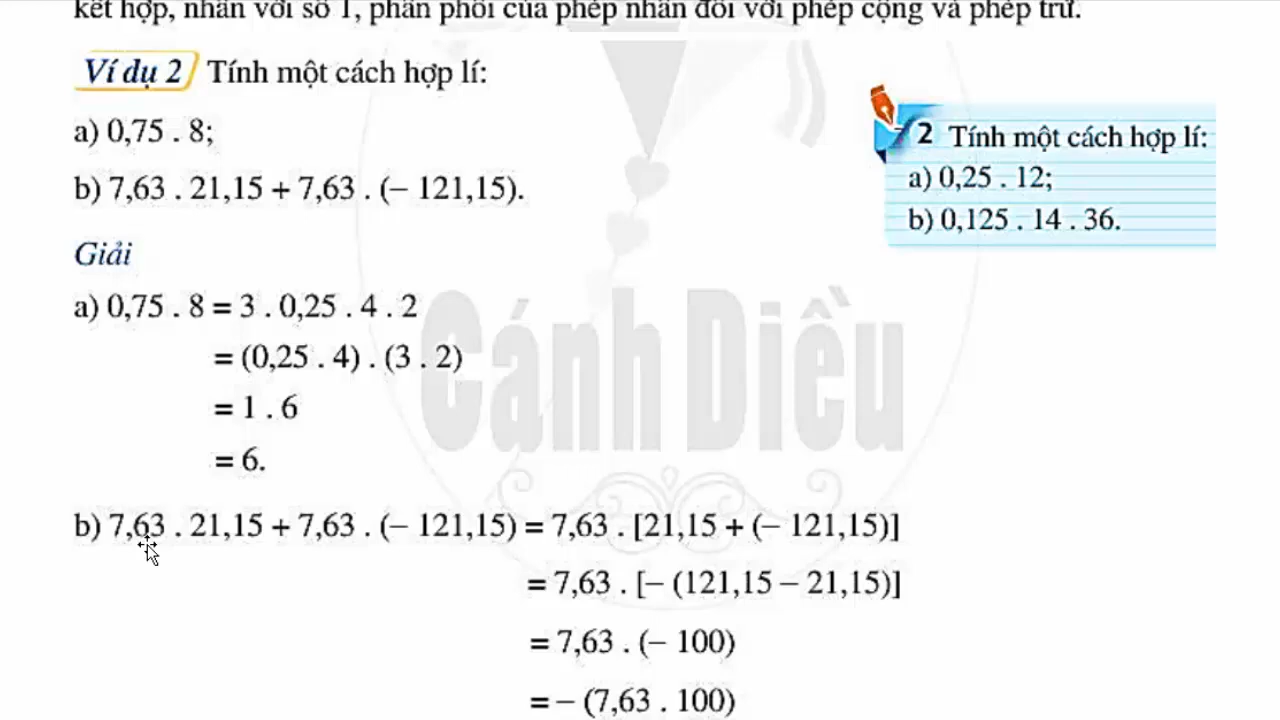 kết hợp, nhân với số 1, phân phối của phép nhân đối với phép cộng và phép trừ.
Ví dụ 2 Tính một cách hợp lí:
a) 0,75 . 8;
b) 7,63 . 21,15 + 7,63 . (– 121,15).
2 Tính một cách hợp lí:
a) 0,25 . 12;
b) 0,125 . 14 . 36.
Giải
a) 0,75 . 8 = 3 . 0,25 . 4 . 2
= (0,25 . 4) . (3 . 2)
= 1 . 6
= 6.
Cánh Diều
b) 7,63 . 21,15 + 7,63 . (– 121,15) = 7,63 . [21,15 + (– 121,15)]
= 7,63 . [– (121,15 – 21,15)]
= 7,63 . (– 100)
= – (7,63 . 100)